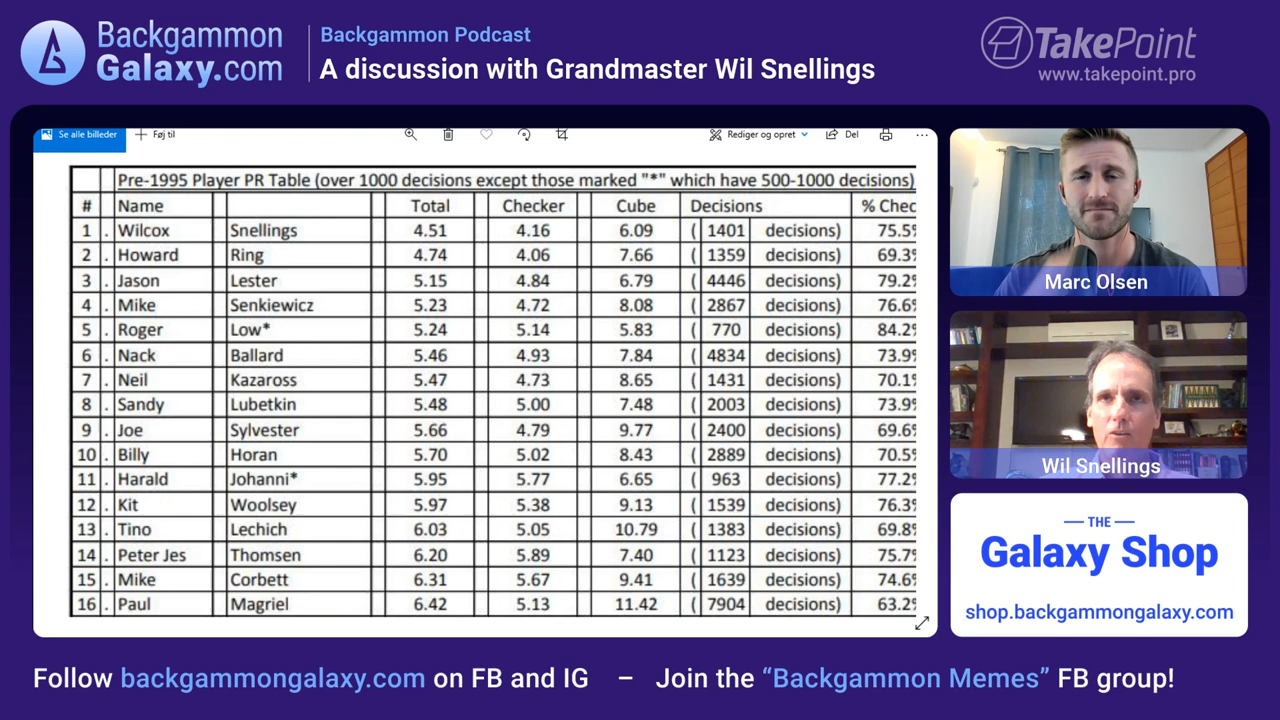 Backgammon
Galaxy.com
Backgammon Podcast
A discussion with Grandmaster Wil Snellings
TakePoint
www.takepoint.pro
Se alle billeder
Føj til
Rediger og opret
Del
Pre-1995 Player PR Table (over 1000 decisions except those marked "*" which have 500-1000 decisions)
# Name Total Checker Cube Decisions % Chec
1 . Wilcox Snellings 4.51 4.16 6.09 ( 1401 decisions) 75.5%
2 . Howard Ring 4.74 4.06 7.66 ( 1359 decisions) 69.3%
3 . Jason Lester 5.15 4.84 6.79 ( 4446 decisions) 79.2%
4 . Mike Senkiewicz 5.23 4.72 8.08 ( 2867 decisions) 76.6%
5 . Roger Low* 5.24 5.14 5.83 ( 770 decisions) 84.2%
6 . Nack Ballard 5.46 4.93 7.84 ( 4834 decisions) 73.9%
7 . Neil Kazaross 5.47 4.73 8.65 ( 1431 decisions) 70.1%
8 . Sandy Lubetkin 5.48 5.00 7.48 ( 2003 decisions) 73.9%
9 . Joe Sylvester 5.66 4.79 9.77 ( 2400 decisions) 69.6%
10 . Billy Horan 5.70 5.02 8.43 ( 2889 decisions) 70.5%
11 . Harald Johanni* 5.95 5.77 6.65 ( 963 decisions) 77.2%
12 . Kit Woolsey 5.97 5.38 9.13 ( 1539 decisions) 76.3%
13 . Tino Lechich 6.03 5.05 10.79 ( 1383 decisions) 69.8%
14 . Peter Jes Thomsen 6.20 5.89 7.40 ( 1123 decisions) 75.7%
15 . Mike Corbett 6.31 5.67 9.41 ( 1639 decisions) 74.6%
16 . Paul Magriel 6.42 5.13 11.42 ( 7904 decisions) 63.2%
Marc Olsen
Wil Snellings
THE
Galaxy Shop
shop.backgammongalaxy.com
Follow backgammongalaxy.com on FB and IG – Join the “Backgammon Memes” FB group!